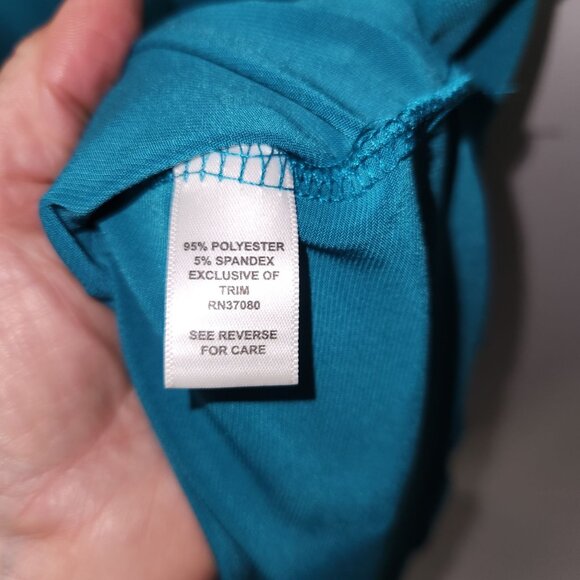 95% POLYESTER
5% SPANDEX
EXCLUSIVE OF
TRIM
RN37080
SEE REVERSE
FOR CARE